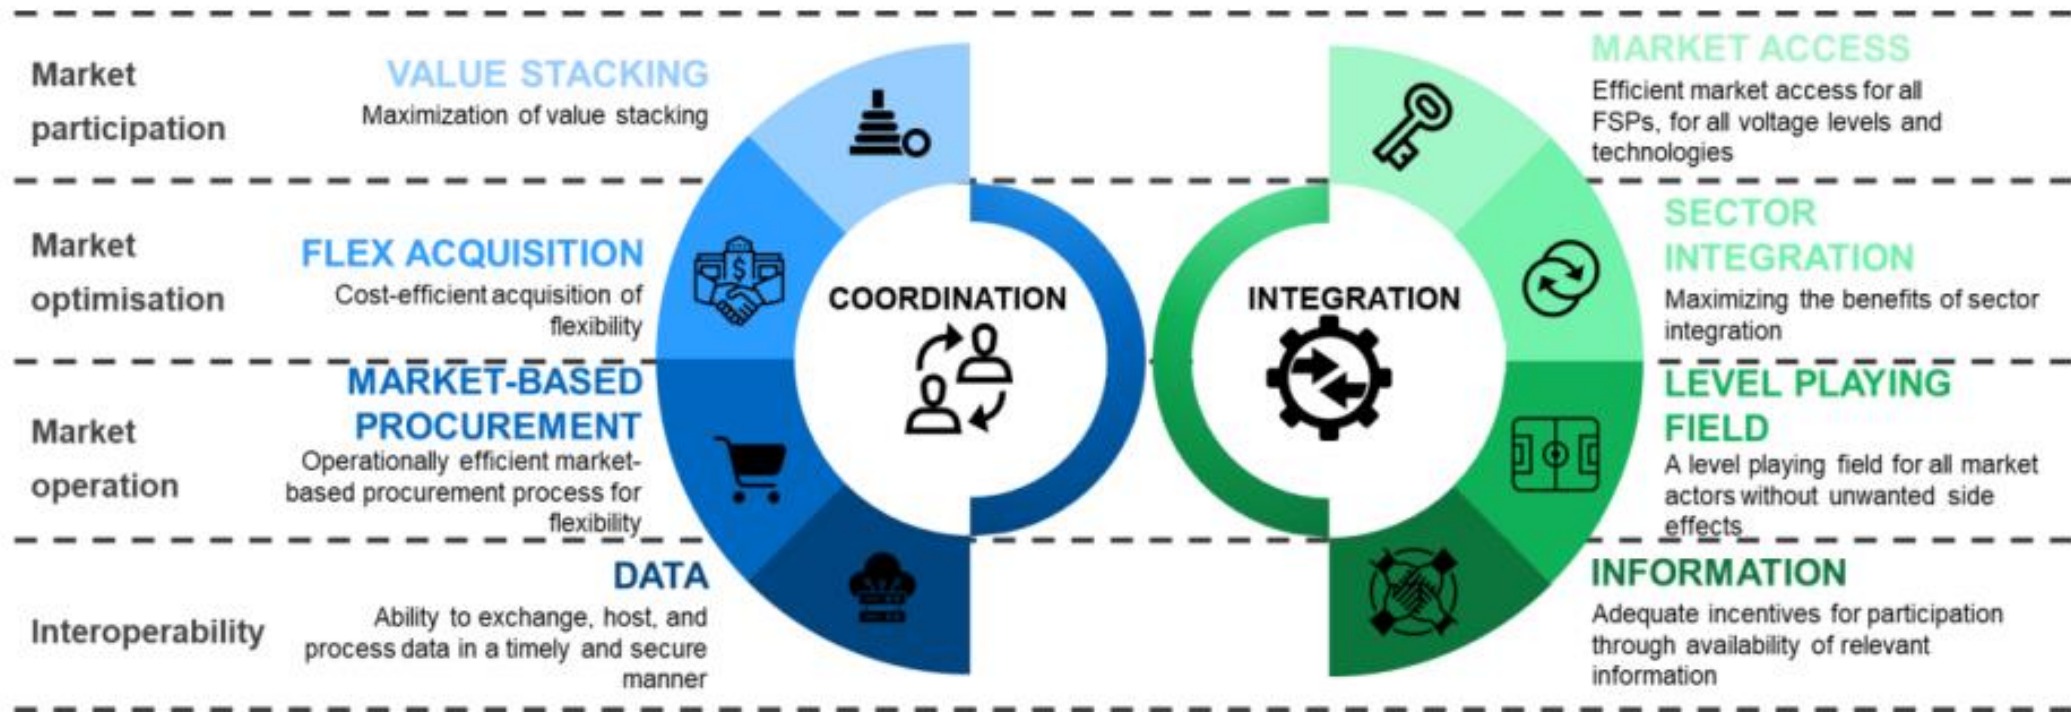 Market
participation
VALUE STACKING
Maximization of value stacking
MARKET ACCESS
Efficient market access for all
FSPs, for all voltage levels and
technologies
Market
optimisation
FLEX ACQUISITION
Cost-efficient acquisition of
flexibility
$
COORDINATION
INTEGRATION
SECTOR
INTEGRATION
Maximizing the benefits of sector
integration
Market
operation
MARKET-BASED
PROCUREMENT
Operationally efficient market-
based procurement process for
flexibility
LEVEL PLAYING
FIELD
A level playing field for all market
actors without unwanted side
effects
Interoperability
DATA
Ability to exchange, host, and
process data in a timely and secure
manner
INFORMATION
Adequate incentives for participation
through availability of relevant
information